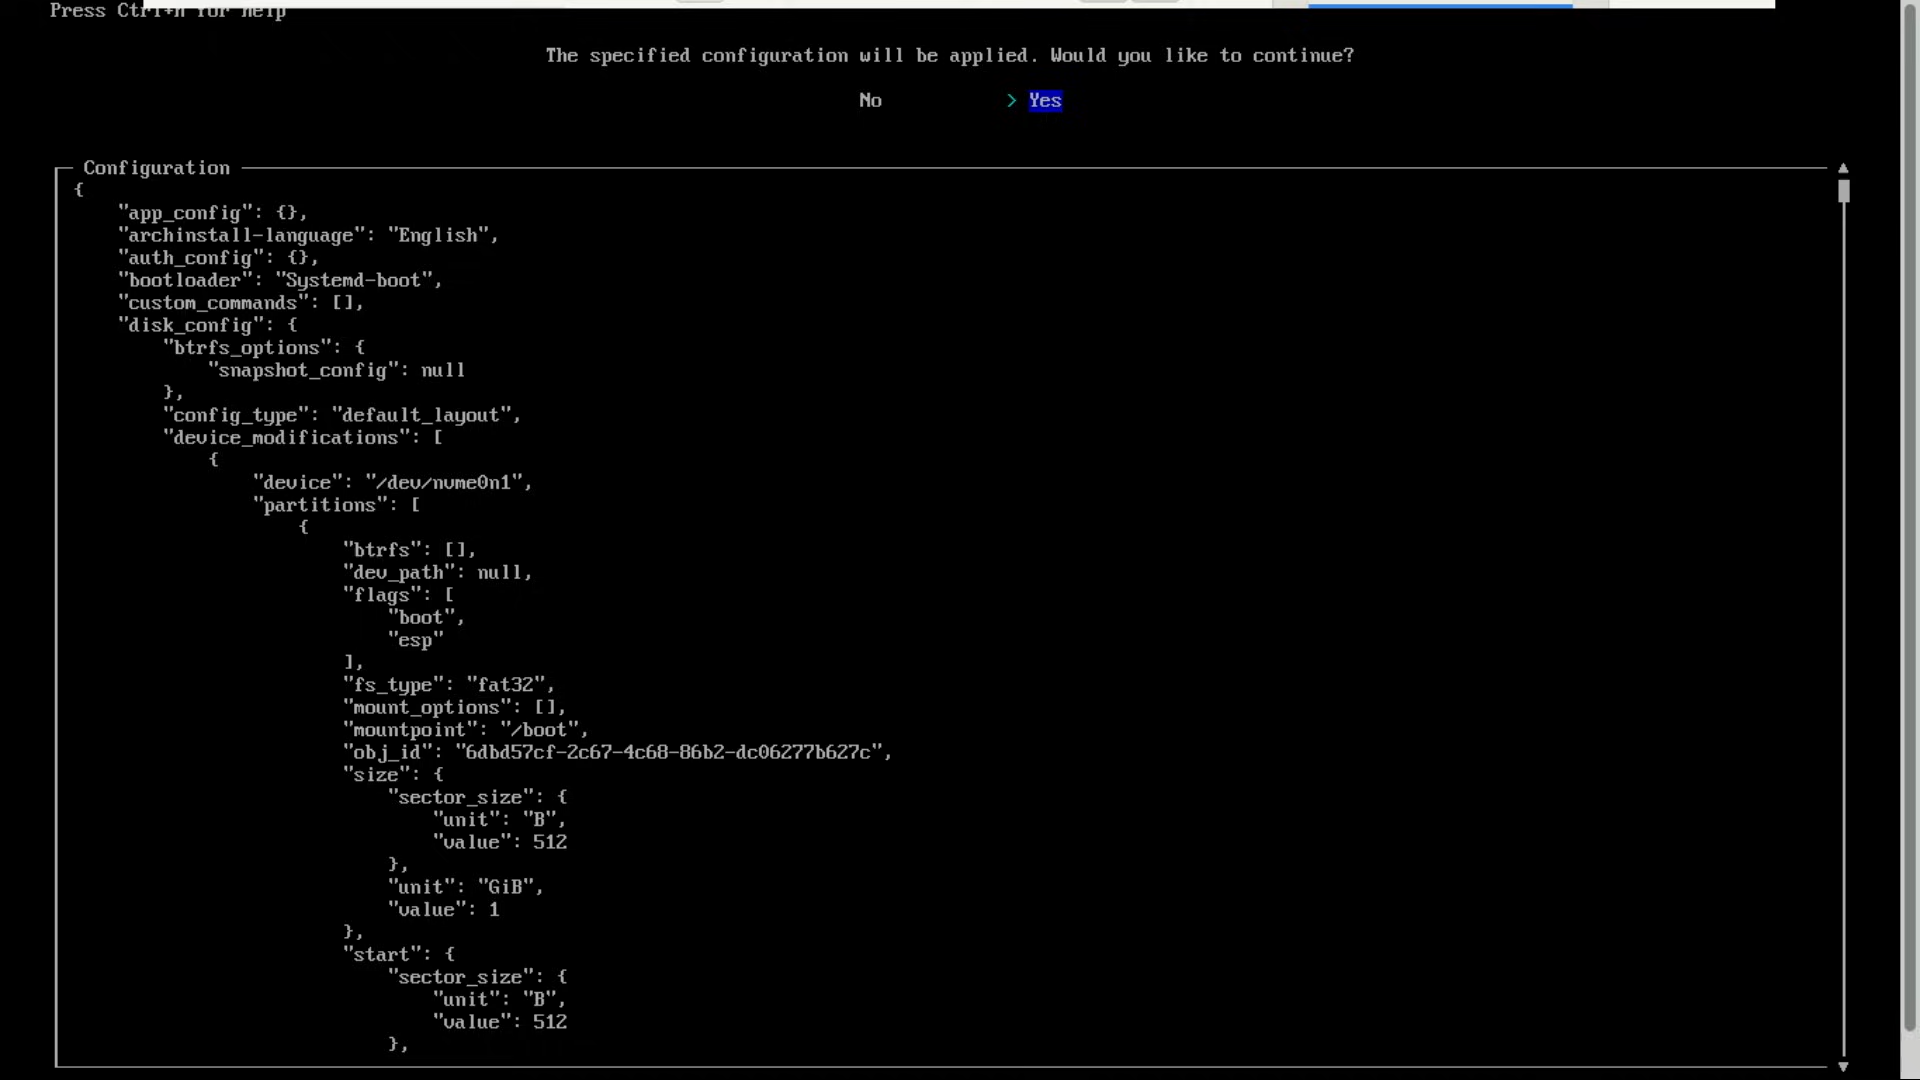 Press Ctrl+h for help
The specified configuration will be applied. Would you like to continue?
No > Yes
Configuration
{
    "app_config": {},
    "archinstall-language": "English",
    "auth_config": {},
    "bootloader": "Systemd-boot",
    "custom_commands": [],
    "disk_config": {
        "btrfs_options": {
            "snapshot_config": null
        },
        "config_type": "default_layout",
        "device_modifications": [
            {
                "device": "/dev/nvme0n1",
                "partitions": [
                    {
                        "btrfs": [],
                        "dev_path": null,
                        "flags": [
                            "boot",
                            "esp"
                        ],
                        "fs_type": "fat32",
                        "mount_options": [],
                        "mountpoint": "/boot",
                        "obj_id": "6dbd57cf-2c67-4c68-86b2-dc06277b627c",
                        "size": {
                            "sector_size": {
                                "unit": "B",
                                "value": 512
                            },
                            "unit": "GiB",
                            "value": 1
                        },
                        "start": {
                            "sector_size": {
                                "unit": "B",
                                "value": 512
                            },